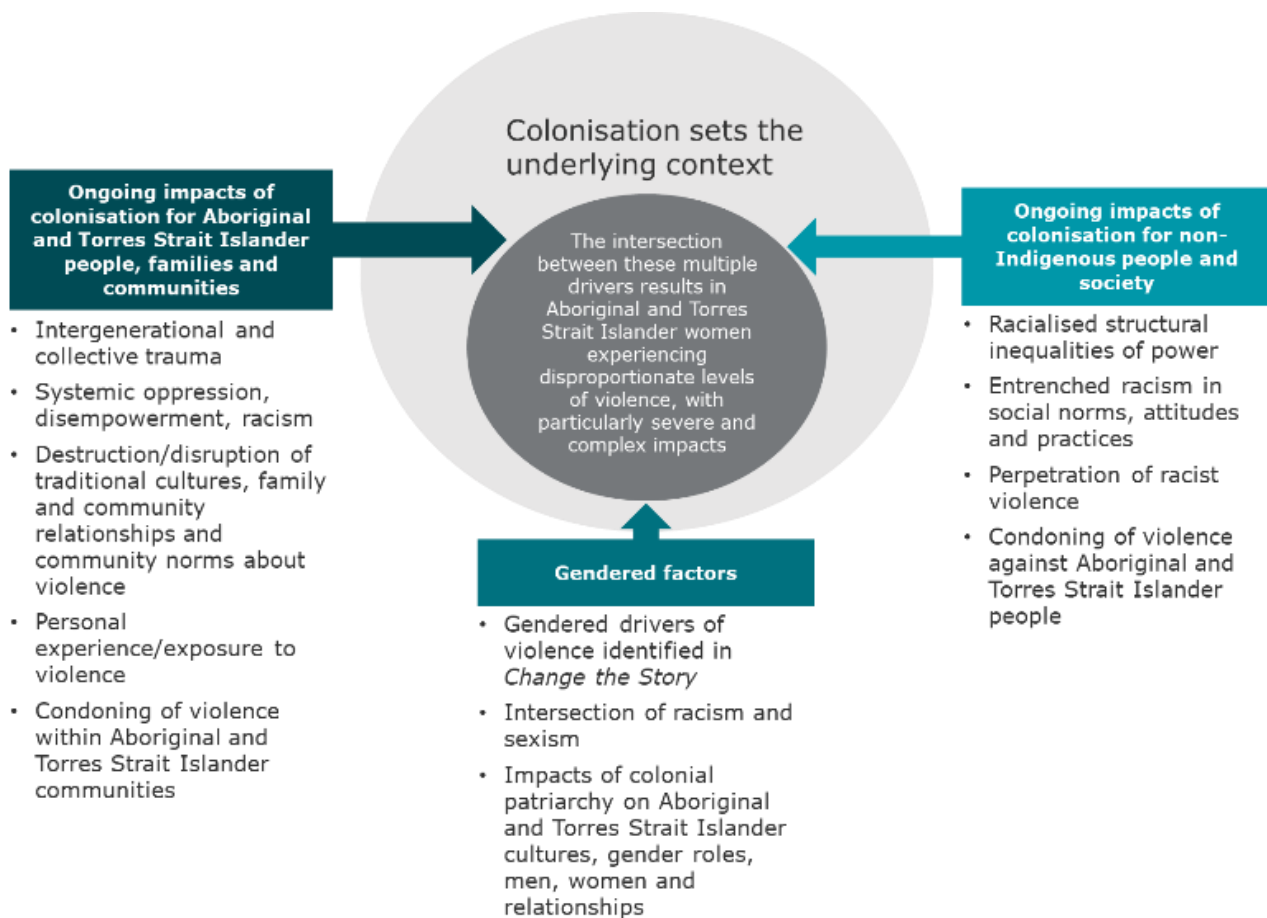 Colonisation sets the
underlying context
Ongoing impacts of
colonisation for Aboriginal
and Torres Strait Islander
people, families and
communities
• Intergenerational and
collective trauma
• Systemic oppression,
disempowerment, racism
• Destruction/disruption of
traditional cultures, family
and community
relationships and
community norms about
violence
• Personal
experience/exposure to
violence
• Condoning of violence
within Aboriginal and
Torres Strait Islander
communities
The intersection
between these multiple
drivers results in
Aboriginal and Torres
Strait Islander women
experiencing
disproportionate levels
of violence, with
particularly severe and
complex impacts
Gendered factors
• Gendered drivers of
violence identified in
Change the Story
• Intersection of racism and
sexism
• Impacts of colonial
patriarchy on Aboriginal
and Torres Strait Islander
cultures, gender roles,
men, women and
relationships
Ongoing impacts of
colonisation for non-
Indigenous people and
society
• Racialised structural
inequalities of power
• Entrenched racism in
social norms, attitudes
and practices
• Perpetration of racist
violence
• Condoning of violence
against Aboriginal and
Torres Strait Islander
people